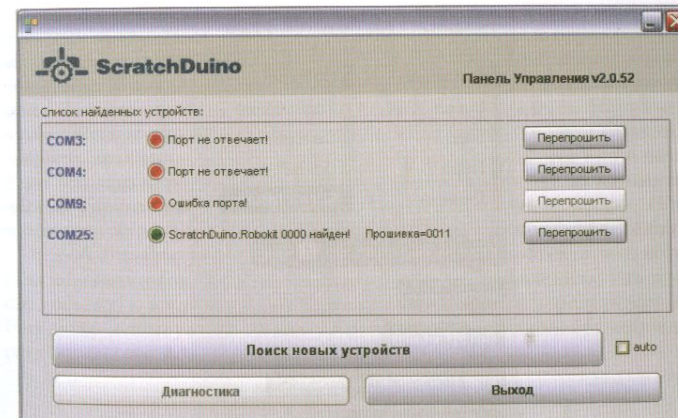 ScratchDuino
Панель Управления v2.0.52
Список найденных устройств:
COM3: Порт не отвечает! Перепрошить
COM4: Порт не отвечает! Перепрошить
COM9: Ошибка порта! Перепрошить
COM25: ScratchDuino.Robokit 0000 найден! Прошивка=0011 Перепрошить
Поиск новых устройств auto
Диагностика Выход